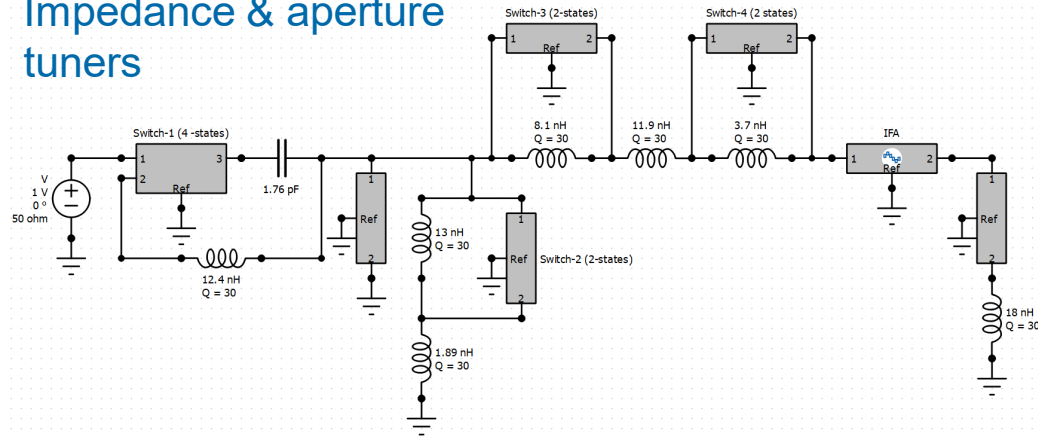 Impedance & aperture
tuners
Switch-3 (2-states)
1
2
Ref
Switch-4 (2 states)
1
2
Ref
Switch-1 (4 -states)
1
3
2
Ref
V
1 V
0 º
50 ohm
+
1.76 pF
12.4 nH
Q = 30
1
Ref
2
8.1 nH
Q = 30
11.9 nH
Q = 30
3.7 nH
Q = 30
13 nH
Q = 30
1
Ref
2
Switch-2 (2-states)
1.89 nH
Q = 30
IFA
1
2
Ref
1
Ref
2
18 nH
Q = 30